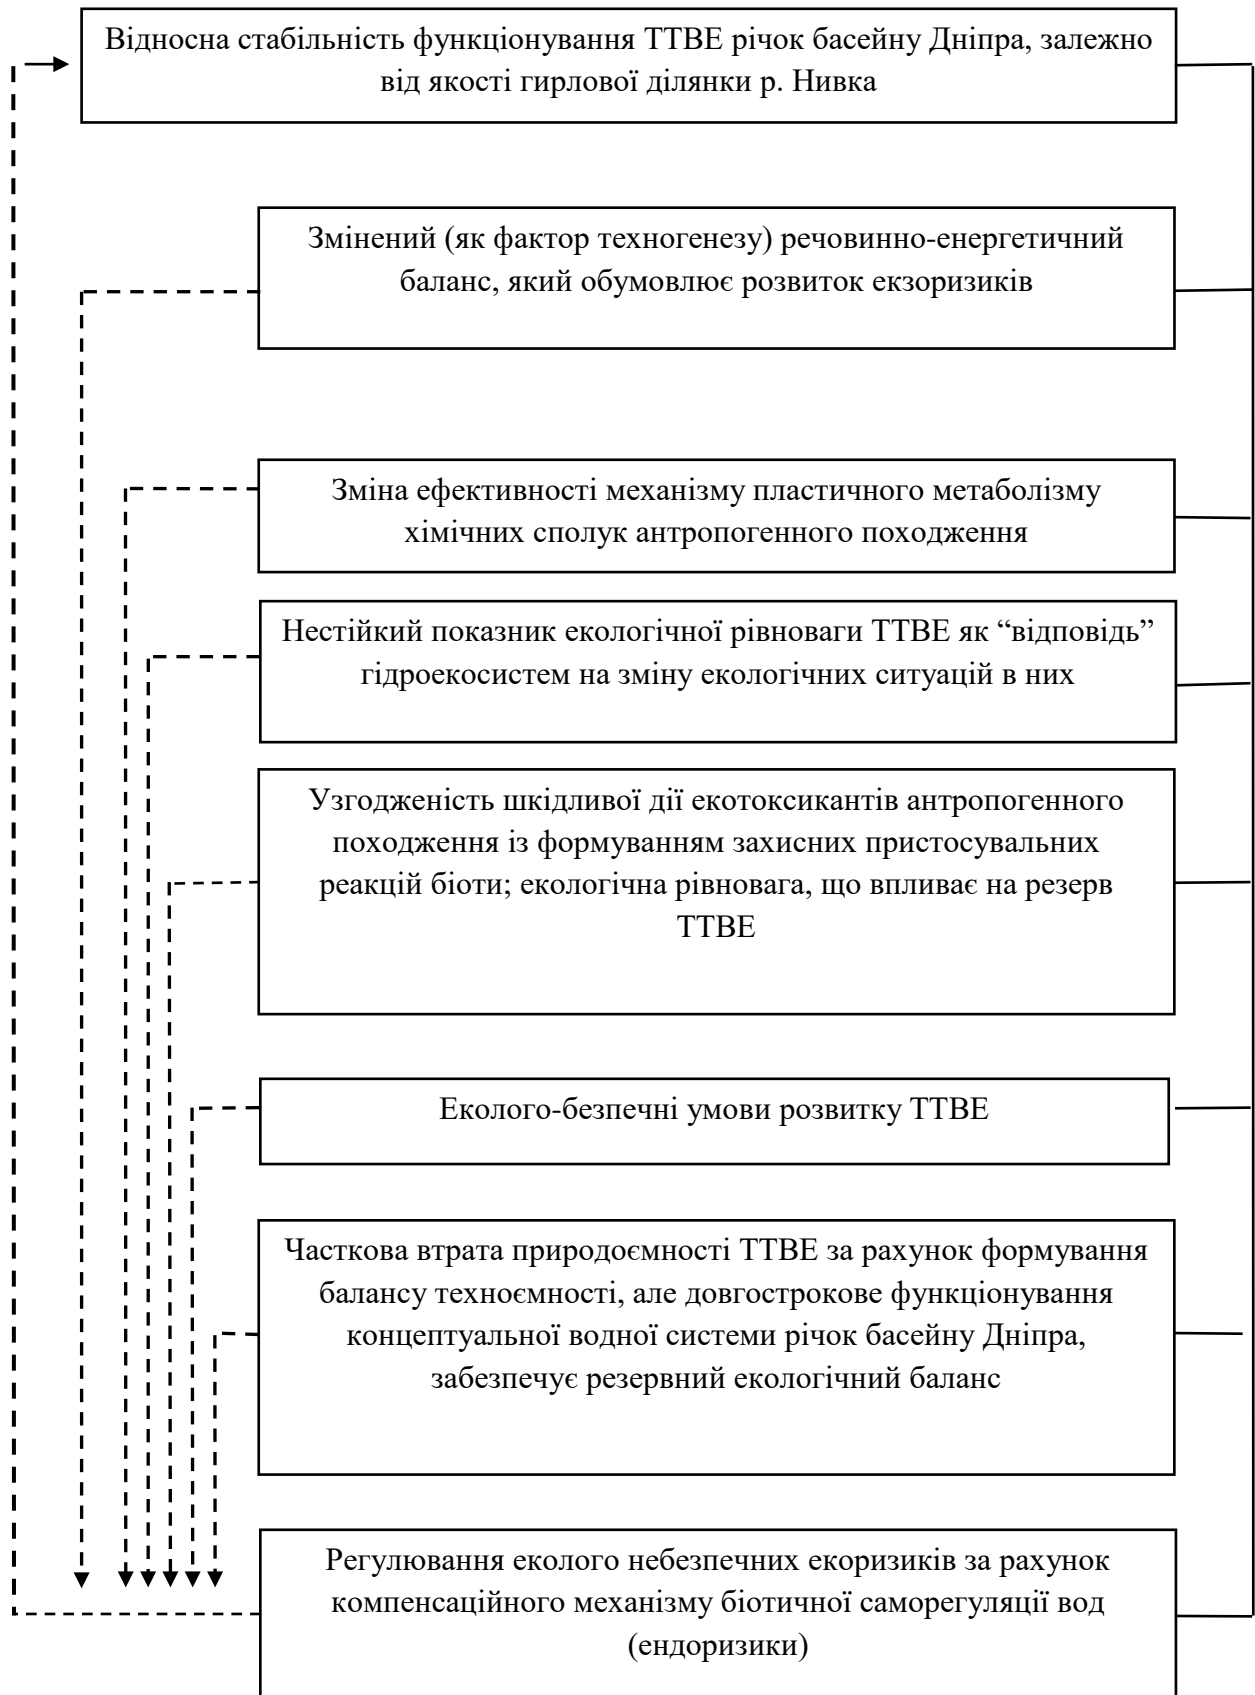 Відносна стабільність функціонування ТТВЕ річок басейну Дніпра, залежно
від якості гирлової ділянки р. Нивка
Змінений (як фактор техногенезу) речовинно-енергетичний
баланс, який обумовлює розвиток екзоризиків
Зміна ефективності механізму пластичного метаболізму
хімічних сполук антропогенного походження
Нестійкий показник екологічної рівноваги ТТВЕ як “відповідь”
гідроекосистем на зміну екологічних ситуацій в них
Узгодженість шкідливої дії екотоксикантів антропогенного
походження із формуванням захисних пристосувальних
реакцій біоти; екологічна рівновага, що впливає на резерв
ТТВЕ
Еколого-безпечні умови розвитку ТТВЕ
Часткова втрата природоємності ТТВЕ за рахунок формування
балансу техноємності, але довгострокове функціонування
концептуальної водної системи річок басейну Дніпра,
забезпечує резервний екологічний баланс
Регулювання еколого небезпечних екоризиків за рахунок
компенсаційного механізму біотичної саморегуляції вод
(ендоризики)